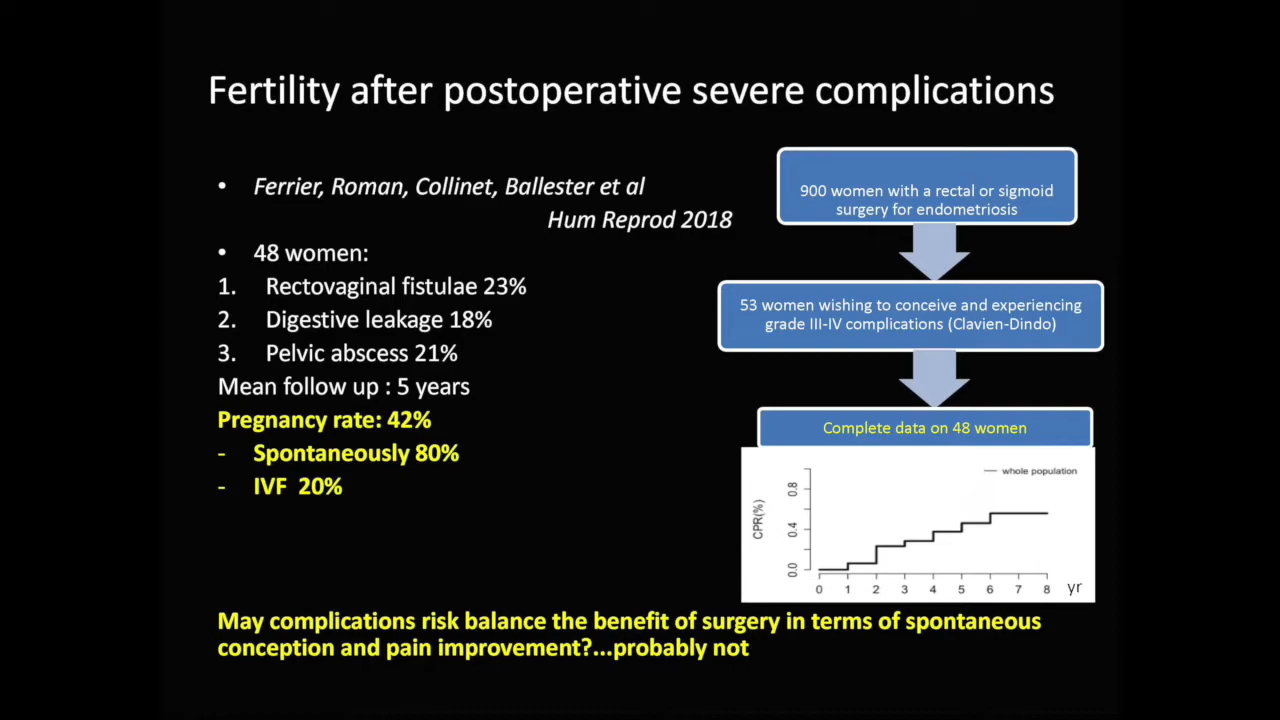 Fertility after postoperative severe complications
• Ferrier, Roman, Collinet, Ballester et al
Hum Reprod 2018
• 48 women:
1. Rectovaginal fistulae 23%
2. Digestive leakage 18%
3. Pelvic abscess 21%
Mean follow up : 5 years
Pregnancy rate: 42%
- Spontaneously 80%
- IVF 20%
900 women with a rectal or sigmoid
surgery for endometriosis
53 women wishing to conceive and experiencing
grade III-IV complications (Clavien-Dindo)
Complete data on 48 women
— whole population
CPR(%)
0.8
0.4
0.0
0 1 2 3 4 5 6 7 8 yr
May complications risk balance the benefit of surgery in terms of spontaneous
conception and pain improvement?...probably not